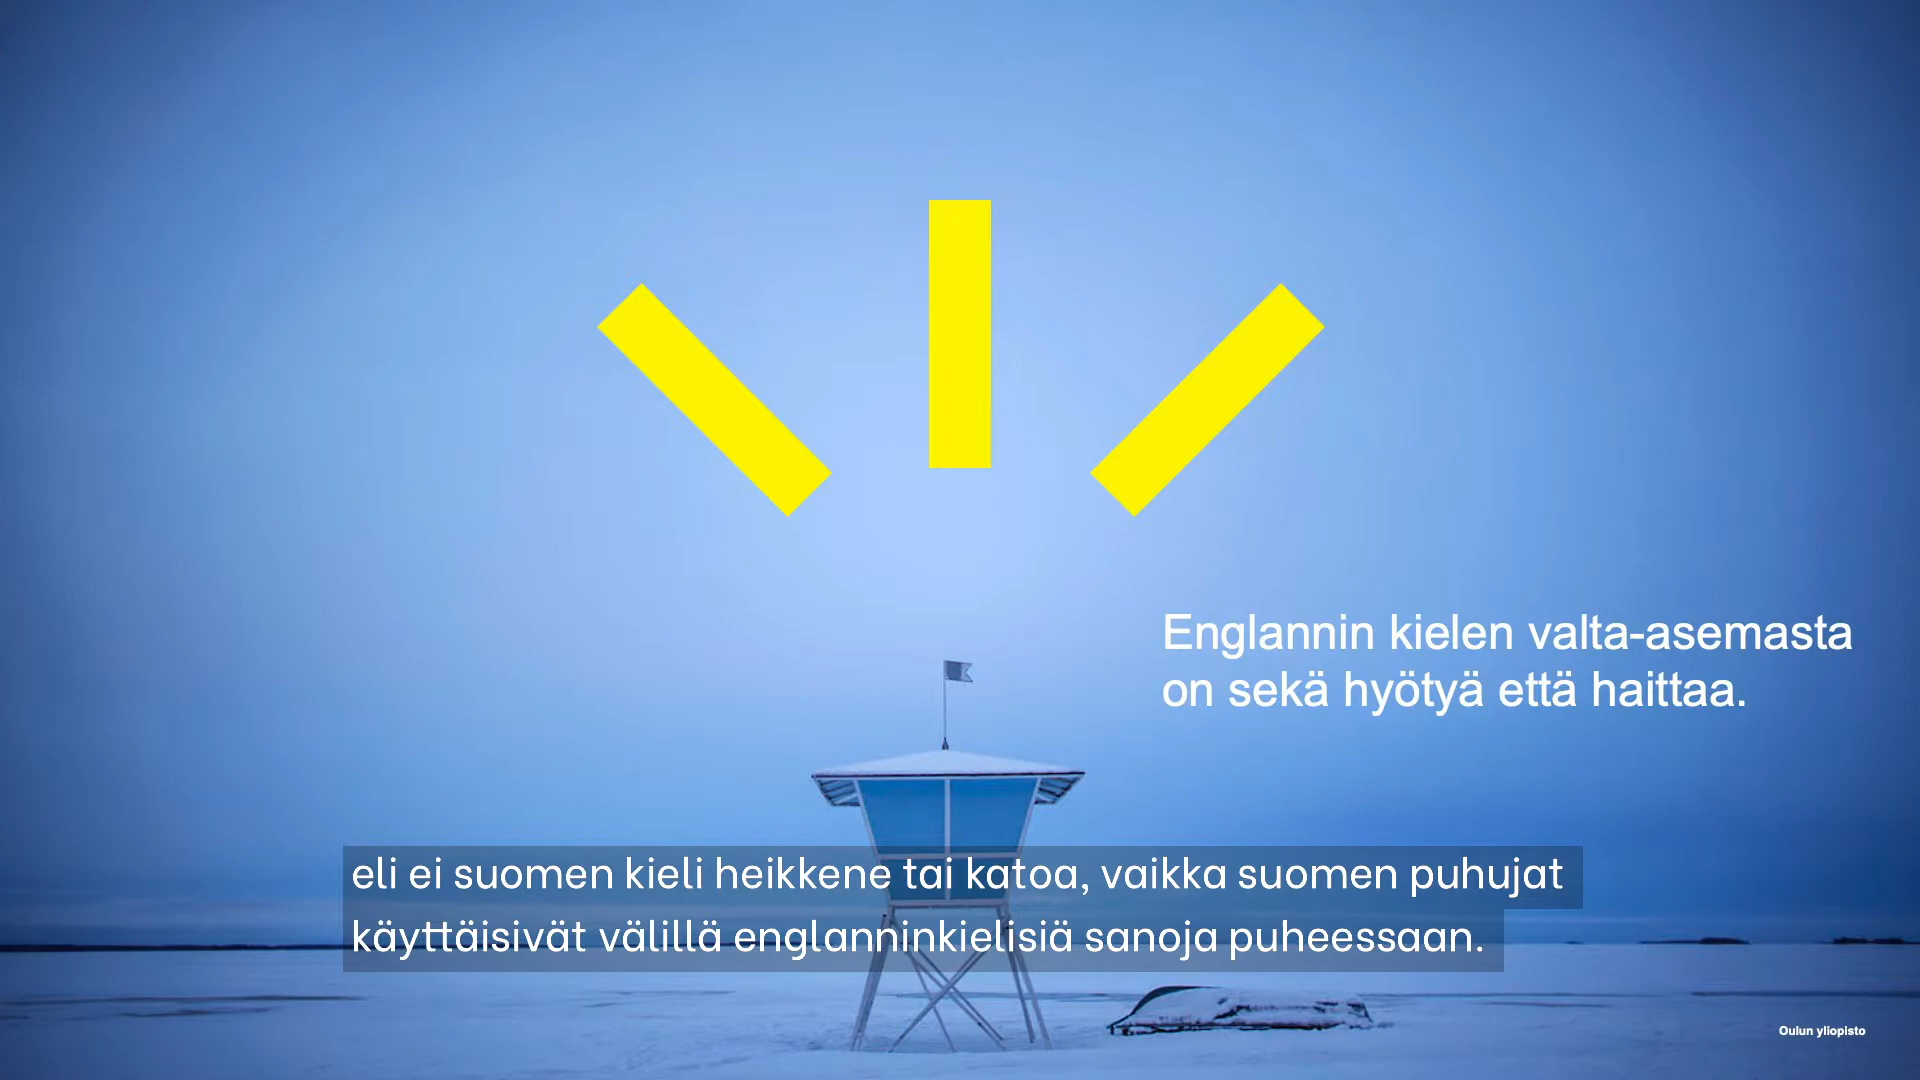 Englannin kielen valta-asemasta
on sekä hyötyä että haittaa.
eli ei suomen kieli heikkene tai katoa, vaikka suomen puhujat
käyttäisivät välillä englanninkielisiä sanoja puheessaan.
Oulun yliopisto